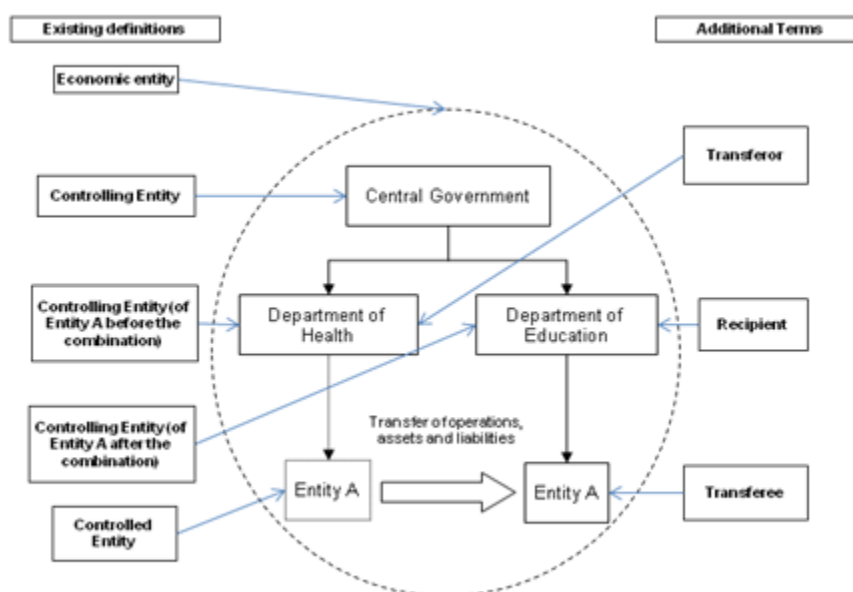 Existing definitions
Additional Terms
Economic entity
Transferor
Controlling Entity
Central Government
Controlling Entity (of
Entity A before the
combination)
Department of
Health
Department of
Education
Recipient
Controlling Entity (of
Entity A after the
combination)
Transfer of operations,
assets and liabilities
Entity A
Entity A
Transferee
Controlled
Entity